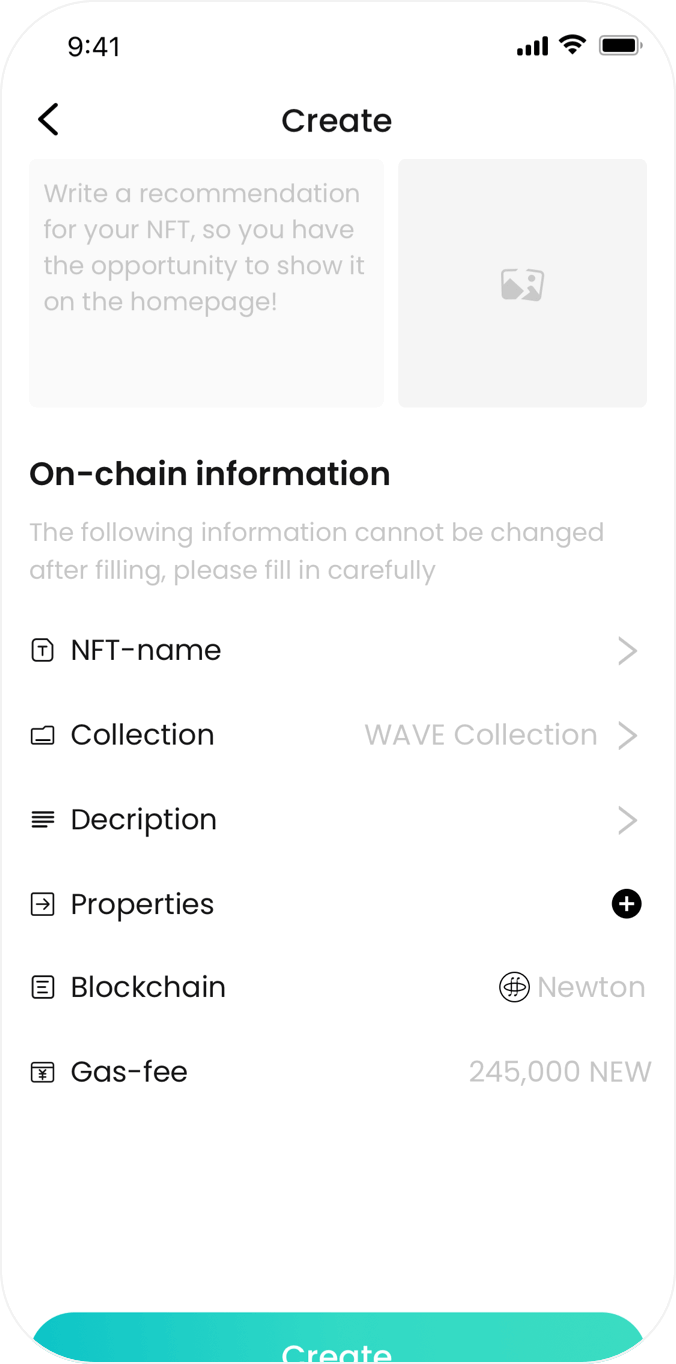 9:41
Create
Write a recommendation
for your NFT, so you have
the opportunity to show it
on the homepage!
On-chain information
The following information cannot be changed
after filling, please fill in carefully
NFT-name
Collection WAVE Collection
Decription
Properties
Blockchain Newton
Gas-fee 245,000 NEW
Create